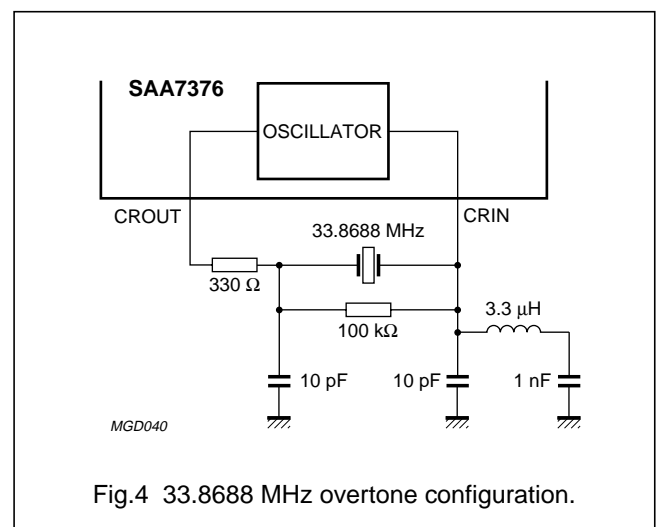 SAA7376
OSCILLATOR
CROUT
CRIN
33.8688 MHz
330 Ω
100 kΩ
3.3 μH
10 pF
10 pF
1 nF
MGD040
Fig.4 33.8688 MHz overtone configuration.